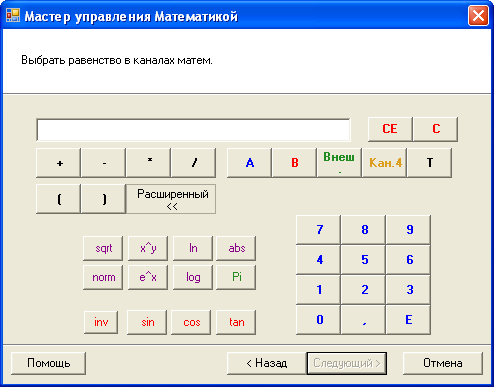 Мастер управления Математикой
Выбрать равенство в каналах матем.
CE C
+ - * / A B Внеш
. Кан.4 T
( ) Расширенный
<<
7 8 9
sqrt x^y ln abs
4 5 6
norm e^x log Pi
1 2 3
inv sin cos tan
0 , E
Помощь < Назад Следующий > Отмена